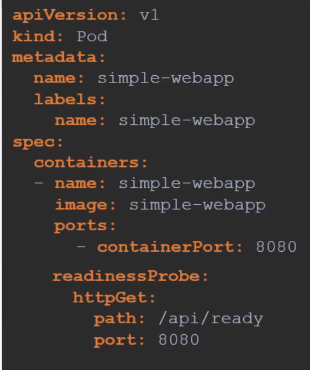 apiVersion: v1
kind: Pod
metadata:
  name: simple-webapp
  labels:
    name: simple-webapp
spec:
  containers:
  - name: simple-webapp
    image: simple-webapp
    ports:
      - containerPort: 8080
    readinessProbe:
      httpGet:
        path: /api/ready
        port: 8080